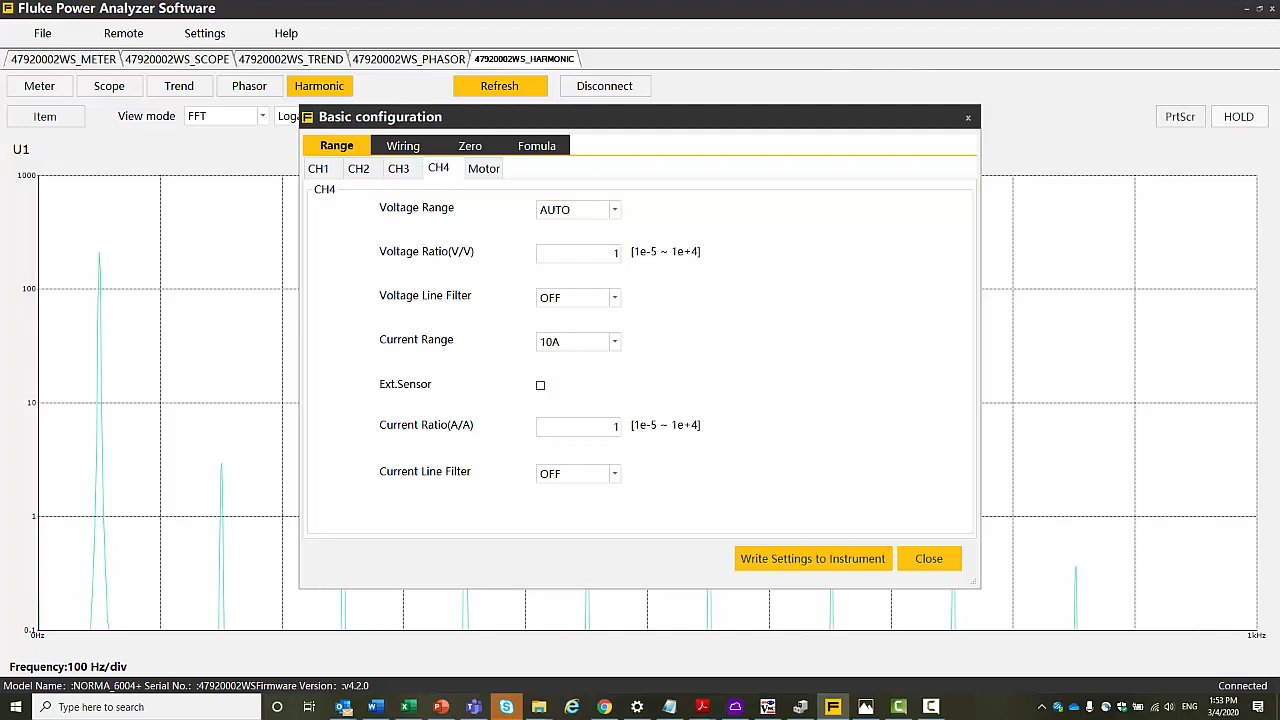 Fluke Power Analyzer Software
File Remote Settings Help
47920002WS_METER 47920002WS_SCOPE 47920002WS_TREND 47920002WS_PHASOR 47920002WS_HARMONIC
Meter Scope Trend Phasor Harmonic Refresh Disconnect
Item View mode FFT PrtScr HOLD
Basic configuration x
Range Wiring Zero Fomula
CH1 CH2 CH3 CH4 Motor
CH4
Voltage Range AUTO
Voltage Ratio(V/V) 1 [1e-5 ~ 1e+4]
Voltage Line Filter OFF
Current Range 10A
Ext.Sensor
Current Ratio(A/A) 1 [1e-5 ~ 1e+4]
Current Line Filter OFF
Write Settings to Instrument Close
U1
1000
100
10
1
0.1
0Hz 1kHz
Frequency:100 Hz/div
Model Name: :NORMA_6004+ Serial No.: :47920002WSFirmware Version: :v4.2.0 Connected
Type here to search
ENG
1:53 PM
3/4/2020